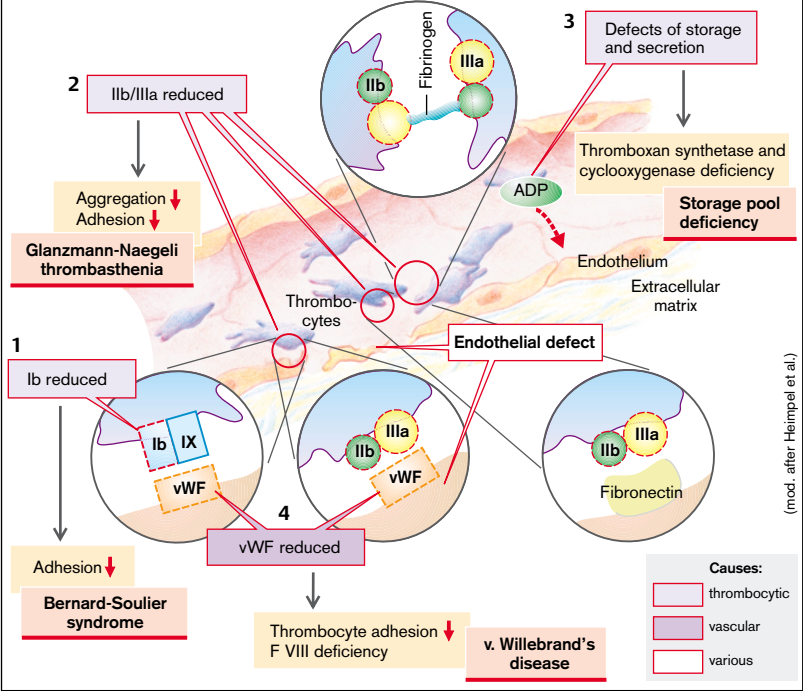 3
Defects of storage
and secretion
2
IIb/IIIa reduced
Fibrinogen
IIIa
IIb
Thromboxan synthetase and
cyclooxygenase deficiency
Storage pool
deficiency
ADP
Aggregation
Adhesion
Glanzmann-Naegeli
thrombasthenia
Endothelium
Extracellular
matrix
Thrombo-
cytes
Endothelial defect
1
Ib reduced
Ib
IX
vWF
IIIa
IIb
vWF
IIIa
IIb
Fibronectin
(mod. after Heimpel et al.)
4
vWF reduced
Adhesion
Bernard-Soulier
syndrome
Thrombocyte adhesion
F VIII deficiency
v. Willebrand’s
disease
Causes:
thrombocytic
vascular
various